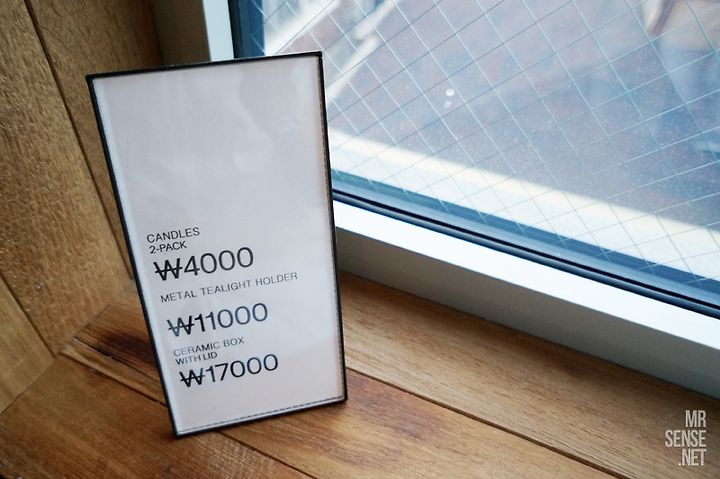 CANDLES
2-PACK
₩4000
METAL TEALIGHT HOLDER
₩11000
CERAMIC BOX
WITH LID
₩17000
MR
SENSE
.NET